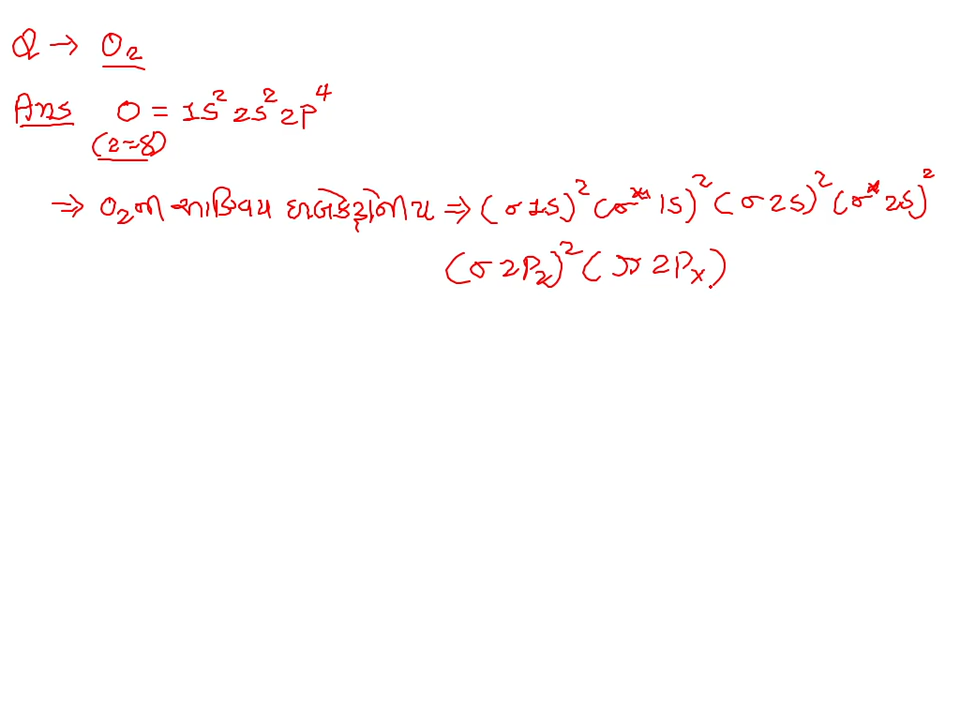 Q → O₂
Ans O = 1S² 2S² 2P⁴
(z=8)
⇒ O₂ની આણ્વિય ઇલેક્ટ્રોનીય ⇒ (σ1S)² (σ*1S)² (σ2S)² (σ*2S)²
(σ2Pz)² (π2Px)